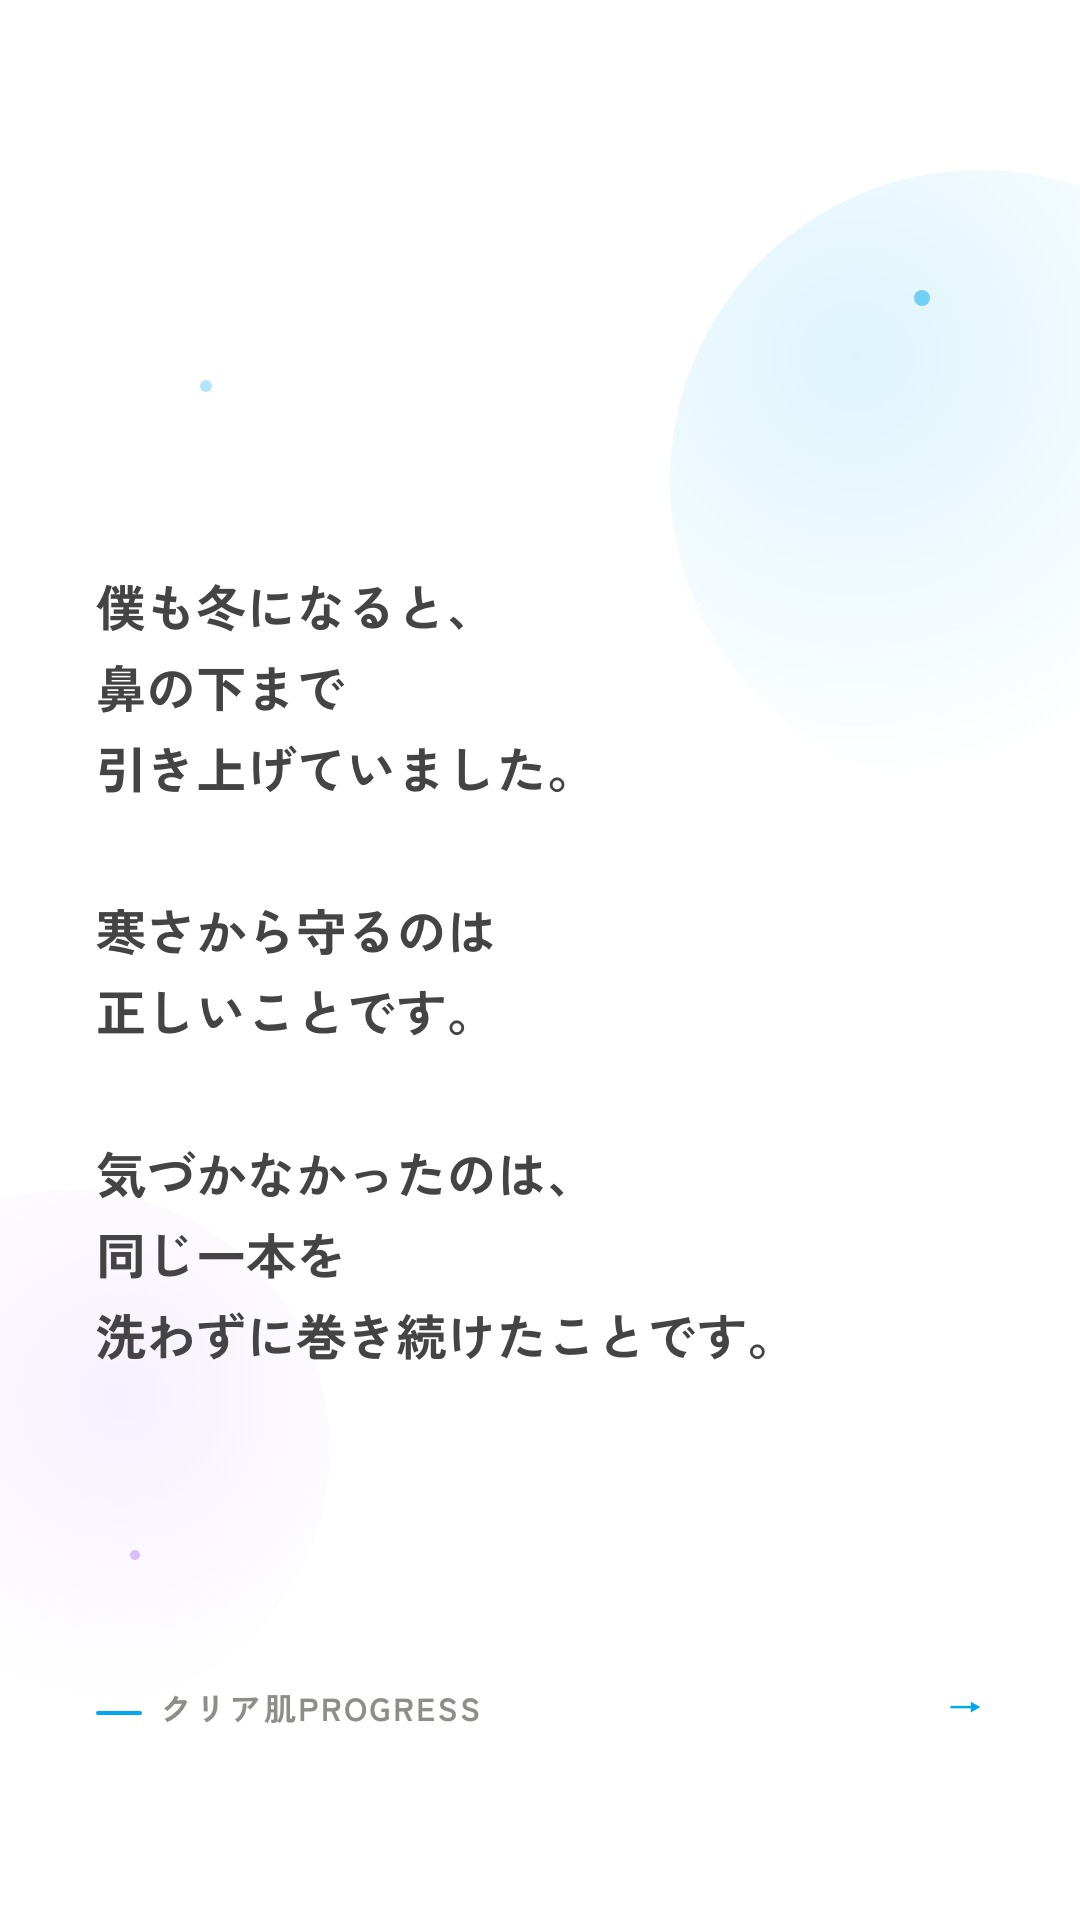 僕も冬になると、
鼻の下まで
引き上げていました。
寒さから守るのは
正しいことです。
気づかなかったのは、
同じ一本を
洗わずに巻き続けたことです。
クリア肌PROGRESS
→